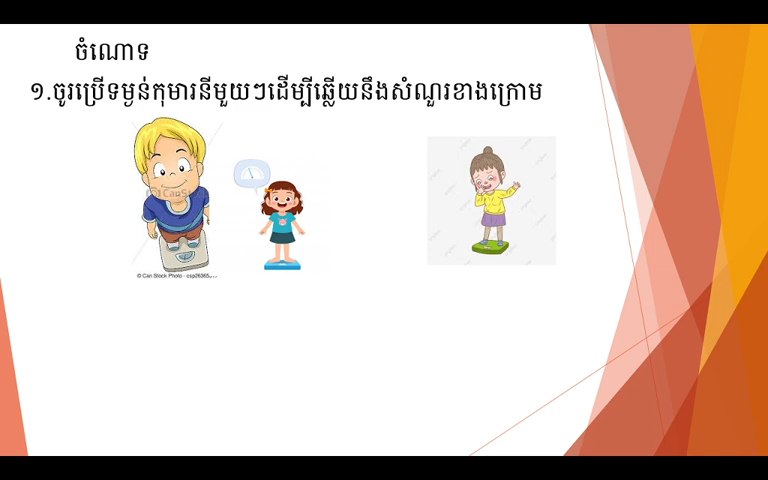 ចំណោទ
១.ចូរប្រើទម្ងន់កុមារនីមួយៗដើម្បីឆ្លើយនឹងសំណួរខាងក្រោម
© Can Stock Photo